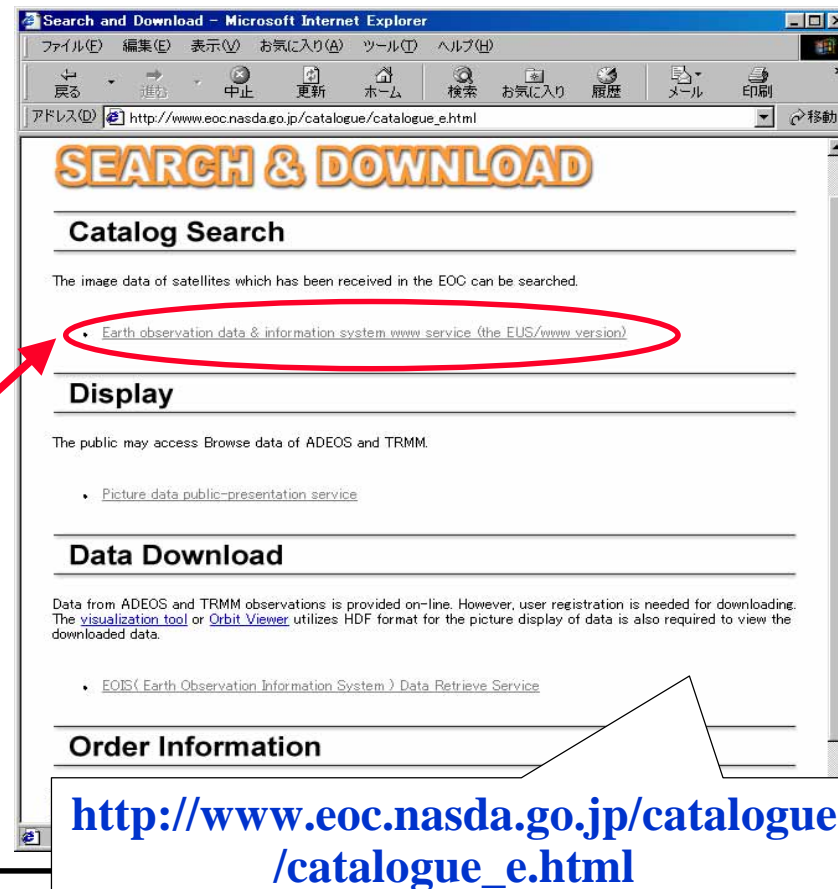 Search and Download - Microsoft Internet Explorer
ファイル(F) 編集(E) 表示(V) お気に入り(A) ツール(T) ヘルプ(H)
戻る 進む 中止 更新 ホーム 検索 お気に入り 履歴 メール 印刷
アドレス(D) http://www.eoc.nasda.go.jp/catalogue/catalogue_e.html 移動
SEARCH & DOWNLOAD
Catalog Search
The image data of satellites which has been received in the EOC can be searched.
• Earth observation data & information system www service (the EUS/www version)
Display
The public may access Browse data of ADEOS and TRMM.
• Picture data public-presentation service
Data Download
Data from ADEOS and TRMM observations is provided on-line. However, user registration is needed for downloading.
The visualization tool or Orbit Viewer utilizes HDF format for the picture display of data is also required to view the
downloaded data.
• EOIS( Earth Observation Information System ) Data Retrieve Service
Order Information
http://www.eoc.nasda.go.jp/catalogue
/catalogue_e.html